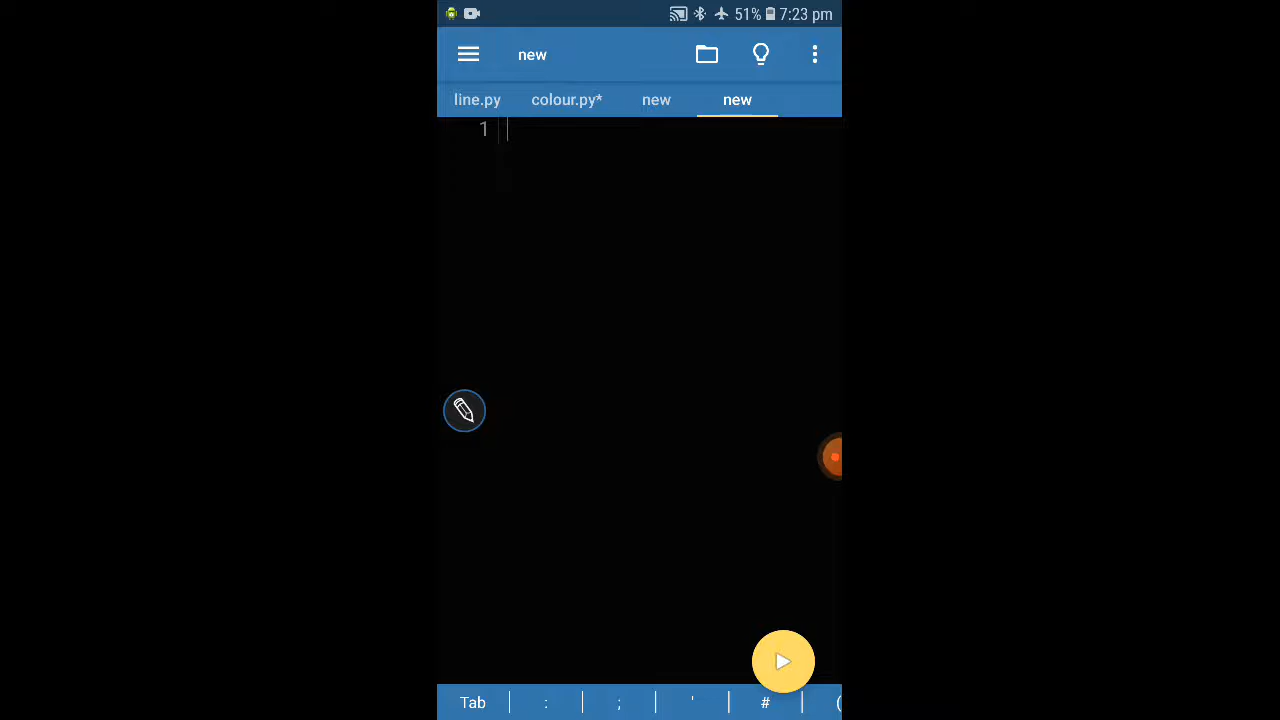 51% 7:23 pm
new
line.py colour.py* new new
1
Tab : ; ' # (